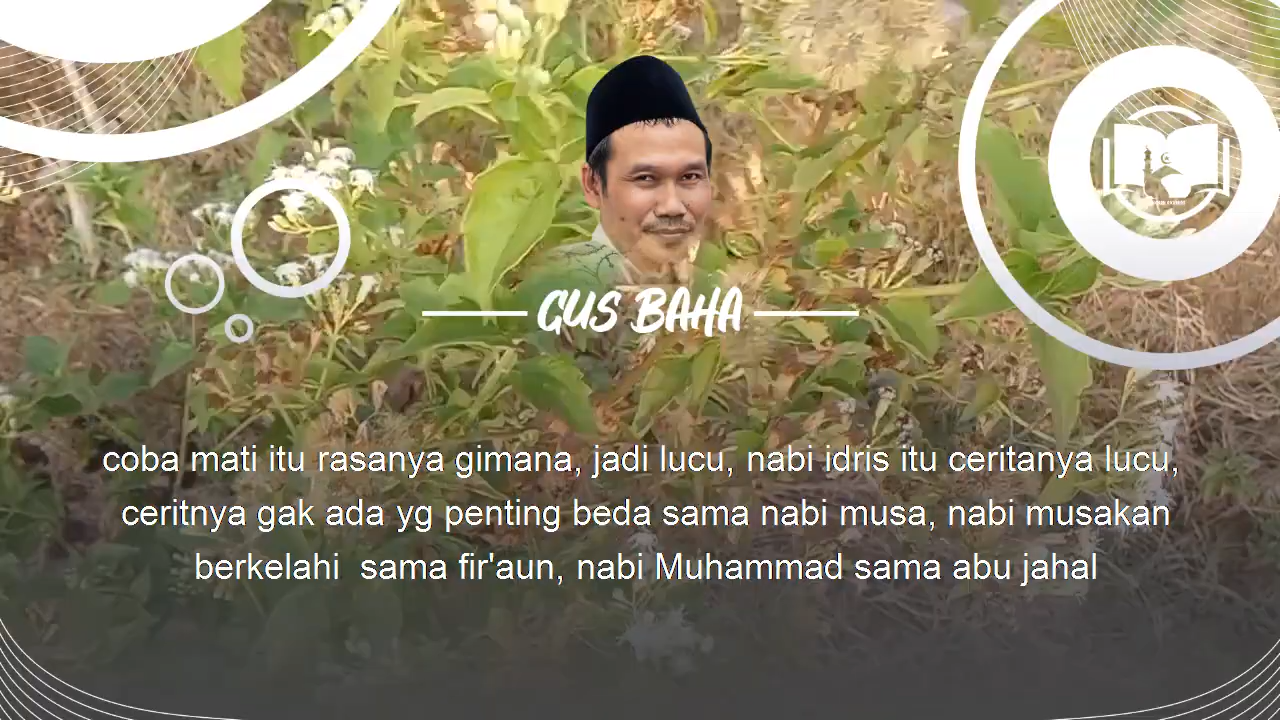 GUS BAHA
coba mati itu rasanya gimana, jadi lucu, nabi idris itu ceritanya lucu,
ceritnya gak ada yg penting beda sama nabi musa, nabi musakan
berkelahi  sama fir'aun, nabi Muhammad sama abu jahal